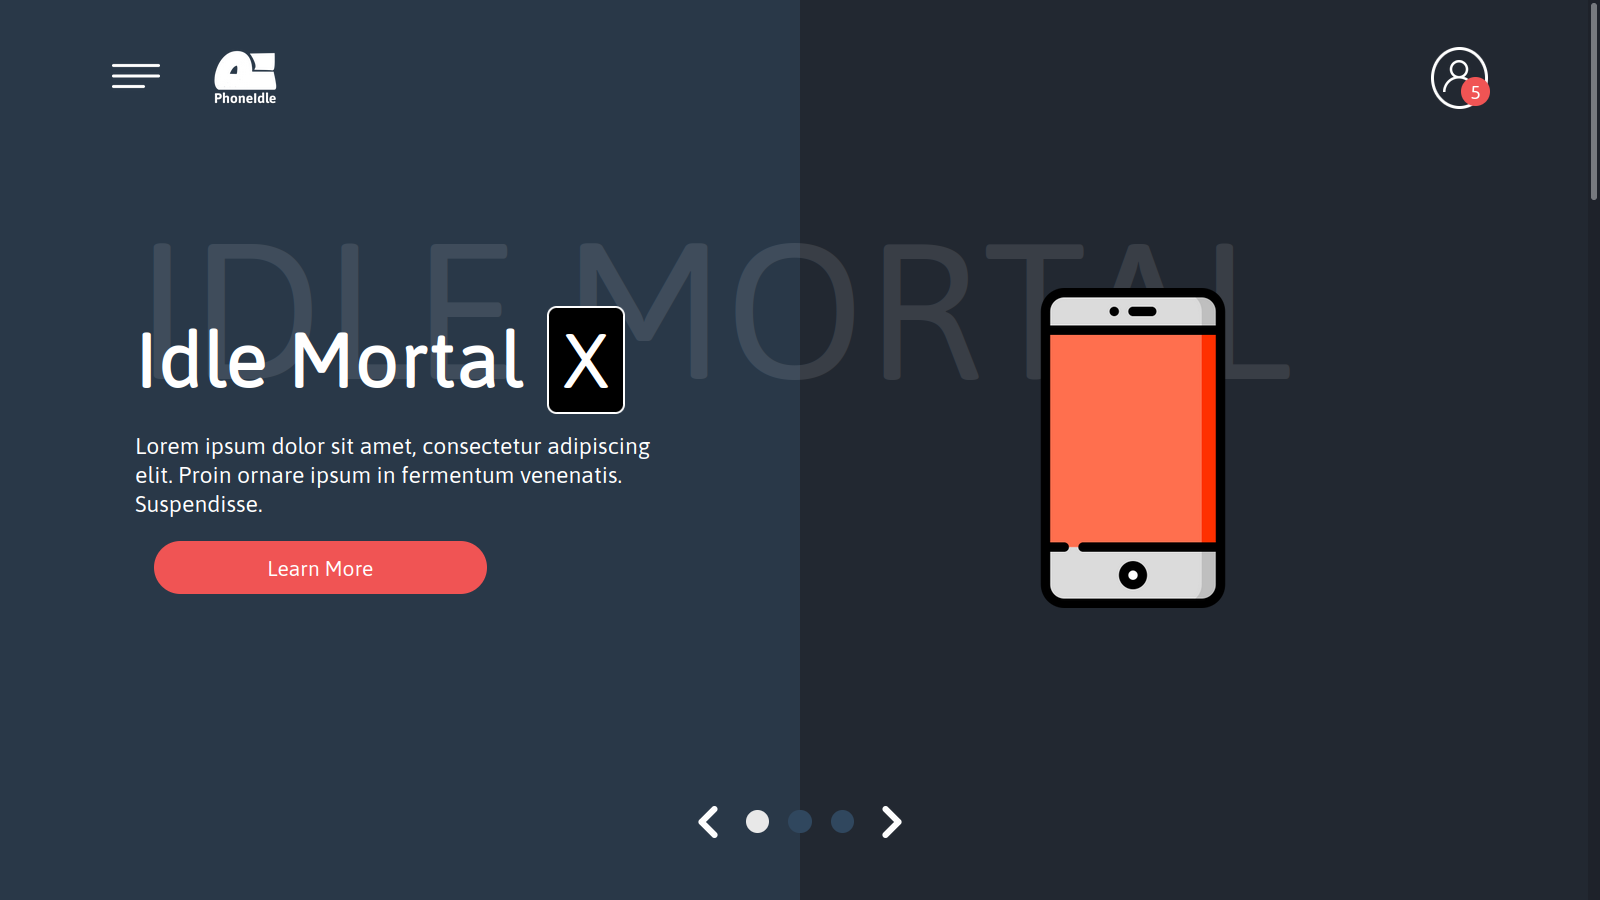 PhoneIdle
5
IDLE MORTAL
Idle Mortal X
Lorem ipsum dolor sit amet, consectetur adipiscing
elit. Proin ornare ipsum in fermentum venenatis.
Suspendisse.
Learn More